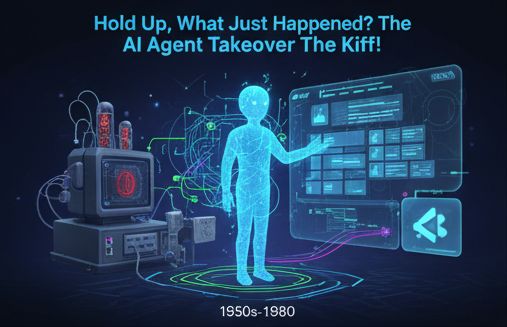 Hold Up, What Just Happened? The
AI Agent Takeover The Kiff!
1950s-1980